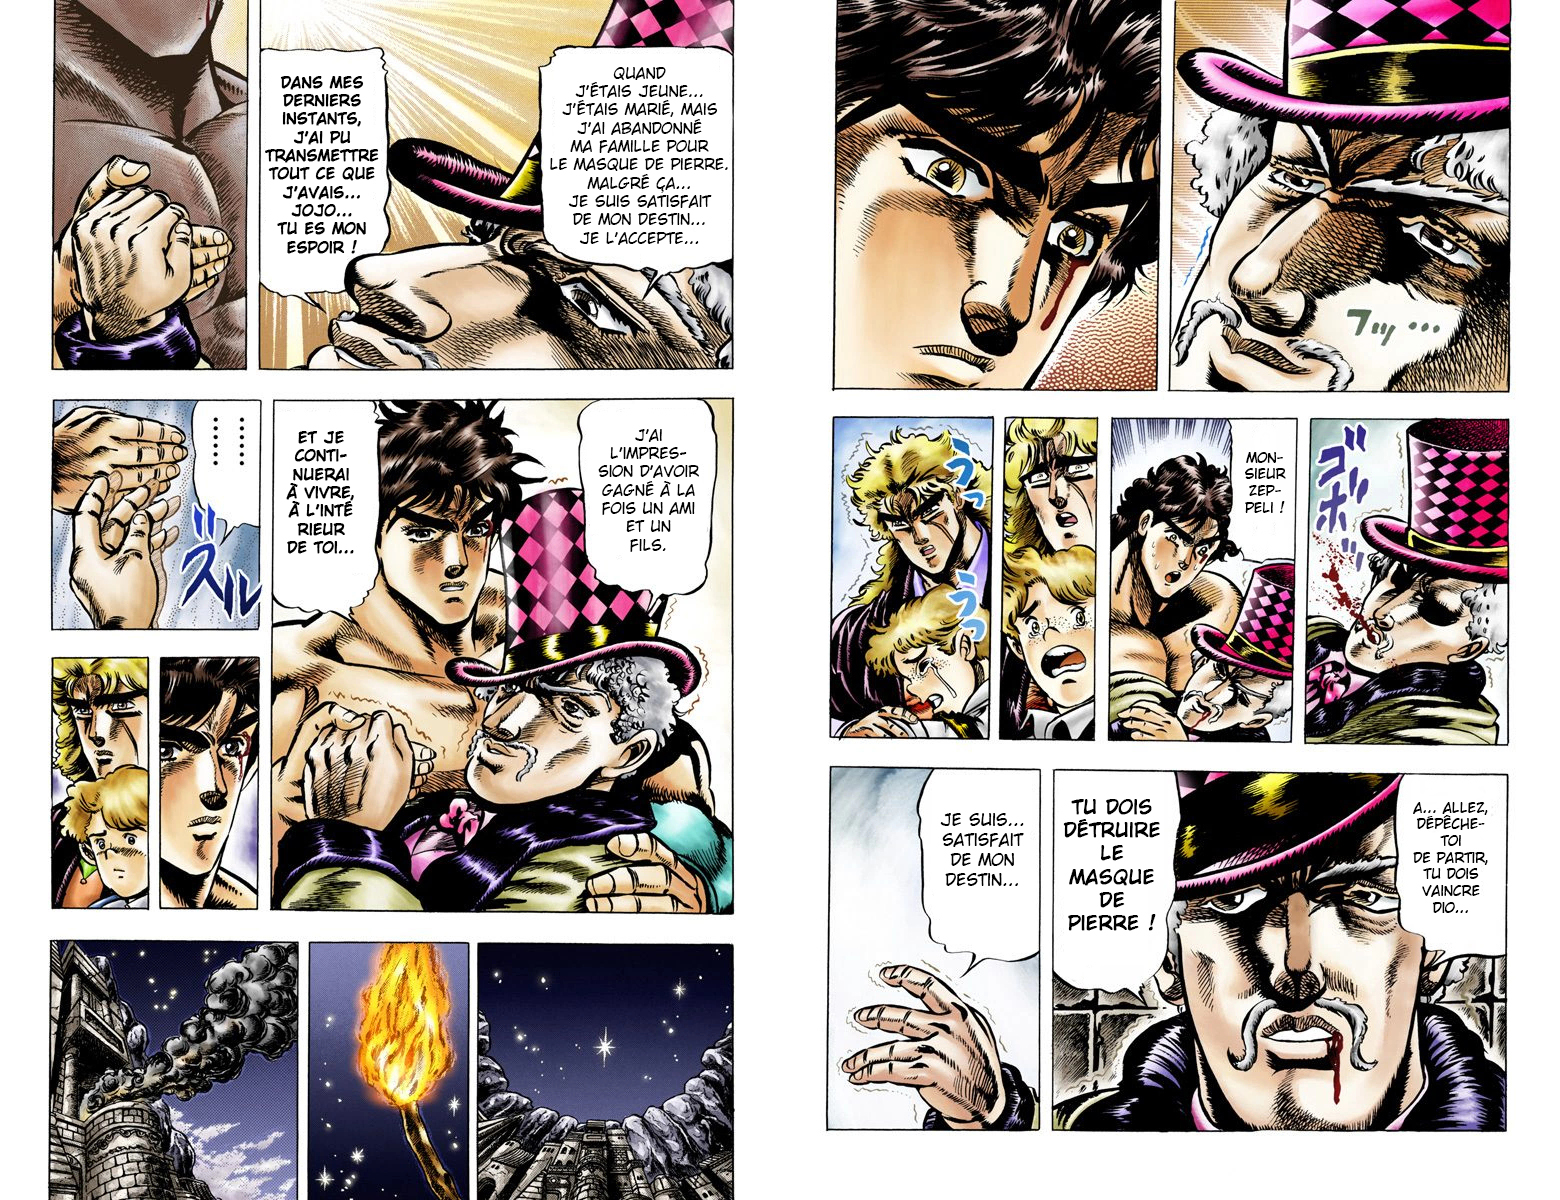 フッ…
ゴホ゛ッ
MON-
SIEUR
ZEP-
PELI !
うっ
うっ
A... ALLEZ,
DÉPÊCHE-
TOI
DE PARTIR,
TU DOIS
VAINCRE
DIO...
TU DOIS
DÉTRUIRE
LE
MASQUE
DE
PIERRE !
JE SUIS...
SATISFAIT
DE MON
DESTIN...
QUAND
J'ÉTAIS JEUNE...
J'ÉTAIS MARIÉ, MAIS
J'AI ABANDONNÉ
MA FAMILLE POUR
LE MASQUE DE PIERRE.
MALGRÉ ÇA...
JE SUIS SATISFAIT
DE MON DESTIN...
JE L'ACCEPTE...
DANS MES
DERNIERS
INSTANTS,
J'AI PU
TRANSMETTRE
TOUT CE QUE
J'AVAIS...
JOJO...
TU ES MON
ESPOIR !
J'AI
L'IMPRES-
SION D'AVOIR
GAGNÉ À LA
FOIS UN AMI
ET UN
FILS.
ET JE
CONTI-
NUERAI
À VIVRE,
À L'INTÉ
RIEUR
DE TOI...
……
……
ズル